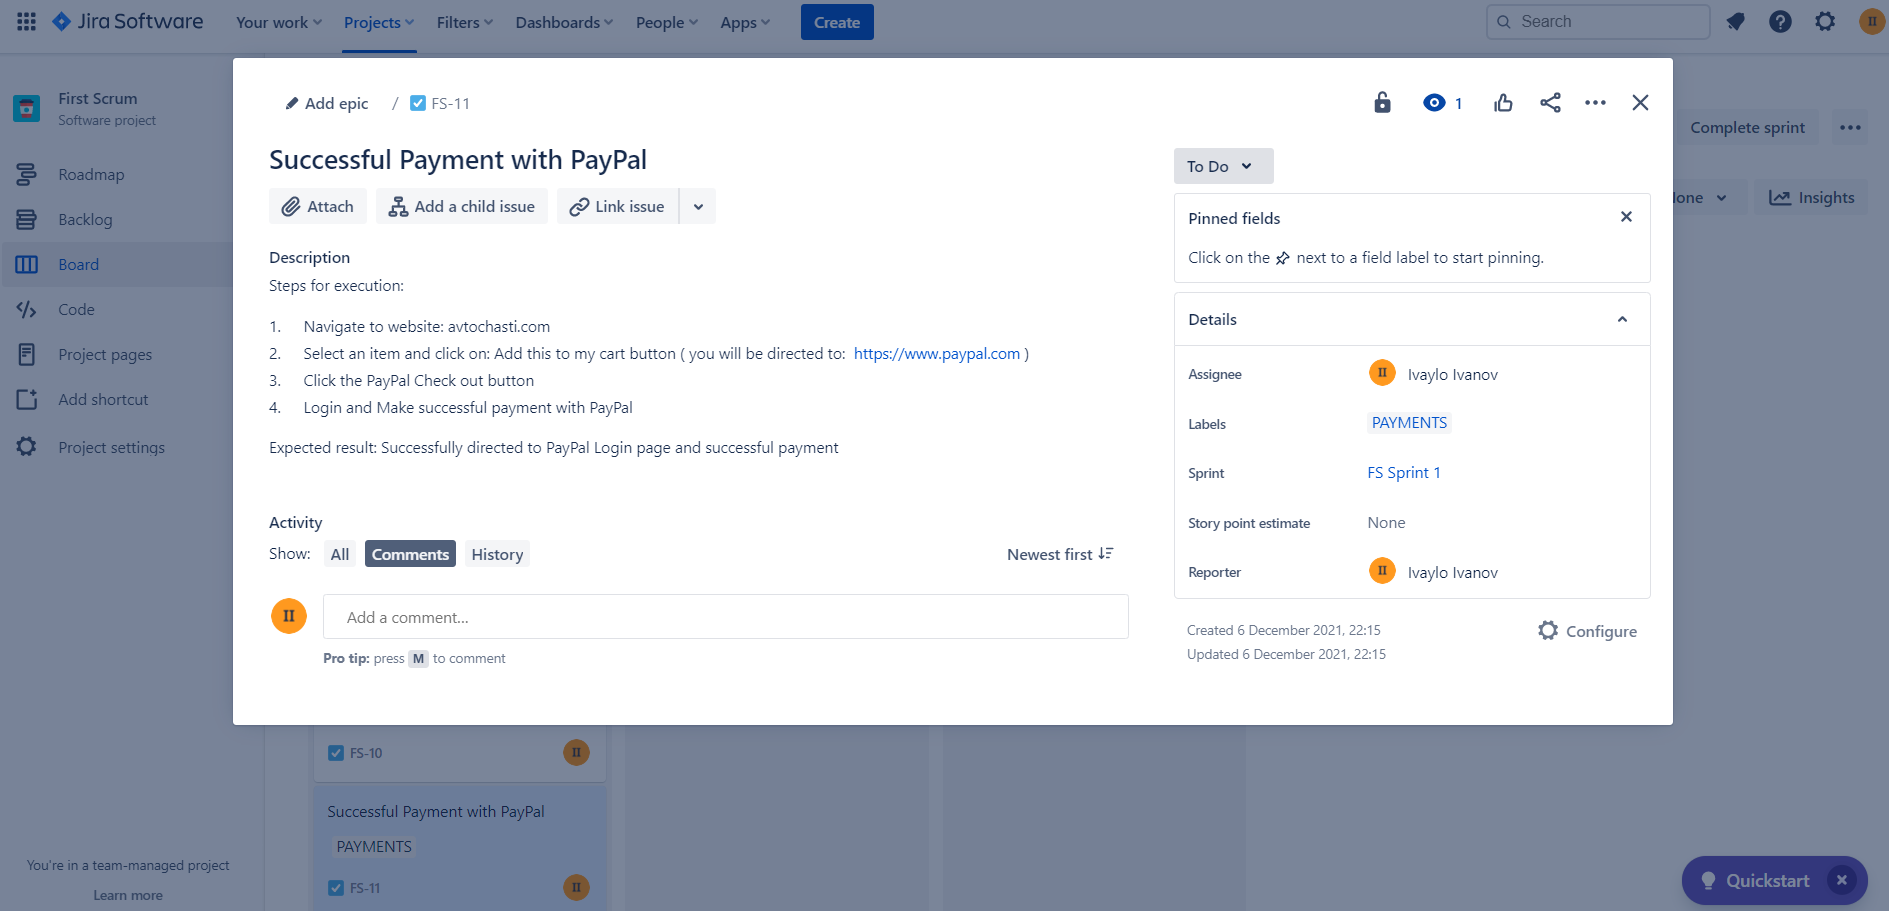 Jira Software
Your work
Projects
Filters
Dashboards
People
Apps
Create
Search
II
First Scrum
Software project
Roadmap
Backlog
Board
Code
Project pages
Add shortcut
Project settings
You're in a team-managed project
Learn more
Complete sprint
Insights
Add epic / FS-11
1
Successful Payment with PayPal
Attach
Add a child issue
Link issue
Description
Steps for execution:
1. Navigate to website: avtochasti.com
2. Select an item and click on: Add this to my cart button ( you will be directed to: https://www.paypal.com )
3. Click the PayPal Check out button
4. Login and Make successful payment with PayPal
Expected result: Successfully directed to PayPal Login page and successful payment
Activity
Show: All Comments History
Newest first
II
Add a comment...
Pro tip: press M to comment
To Do
Pinned fields
Click on the next to a field label to start pinning.
Details
Assignee II Ivaylo Ivanov
Labels PAYMENTS
Sprint FS Sprint 1
Story point estimate None
Reporter II Ivaylo Ivanov
Created 6 December 2021, 22:15
Updated 6 December 2021, 22:15
Configure
FS-10 II
Successful Payment with PayPal
PAYMENTS
FS-11 II
Quickstart